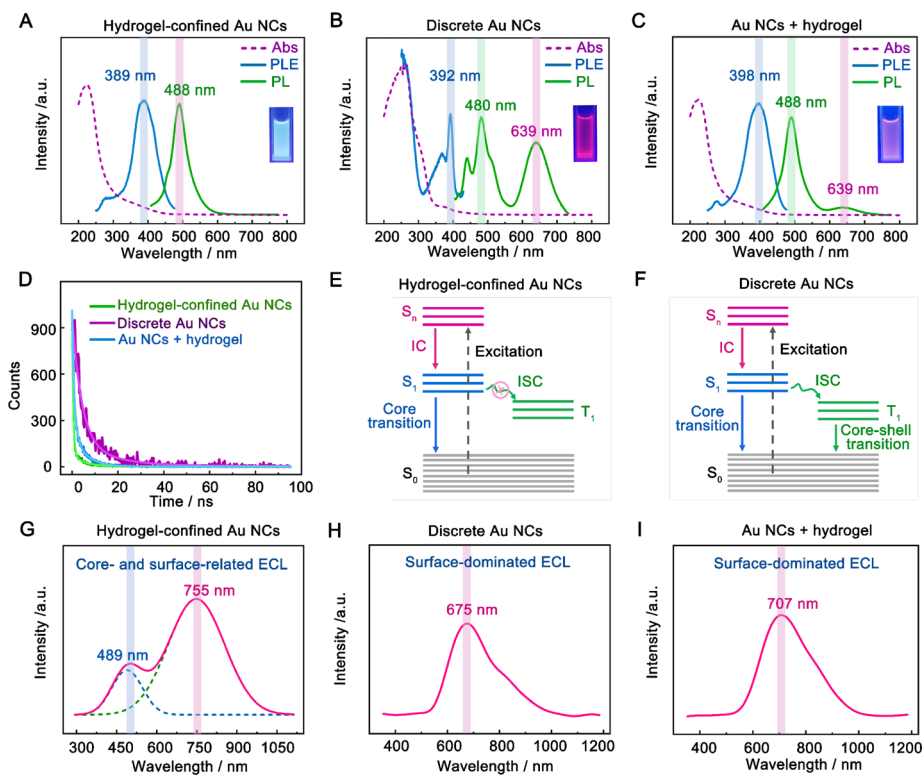 A
Hydrogel-confined Au NCs
Abs
PLE
PL
389 nm
488 nm
Intensity /a.u.
200 300 400 500 600 700 800
Wavelength / nm
B
Discrete Au NCs
Abs
PLE
PL
392 nm
480 nm
639 nm
Intensity /a.u.
200 300 400 500 600 700 800
Wavelength / nm
C
Au NCs + hydrogel
Abs
PLE
PL
398 nm
488 nm
639 nm
Intensity /a.u.
200 300 400 500 600 700 800
Wavelength / nm
D
Hydrogel-confined Au NCs
Discrete Au NCs
Au NCs + hydrogel
Counts
900
600
300
0
0 20 40 60 80 100
Time / ns
E
Hydrogel-confined Au NCs
Sn
IC
Excitation
S1
ISC
T1
Core
transition
S0
F
Discrete Au NCs
Sn
IC
Excitation
S1
ISC
T1
Core
transition
Core-shell
transition
S0
G
Hydrogel-confined Au NCs
Core- and surface-related ECL
755 nm
489 nm
Intensity /a.u.
300 450 600 750 900 1050
Wavelength / nm
H
Discrete Au NCs
Surface-dominated ECL
675 nm
Intensity /a.u.
400 600 800 1000 1200
Wavelength / nm
I
Au NCs + hydrogel
Surface-dominated ECL
707 nm
Intensity /a.u.
400 600 800 1000 1200
Wavelength / nm